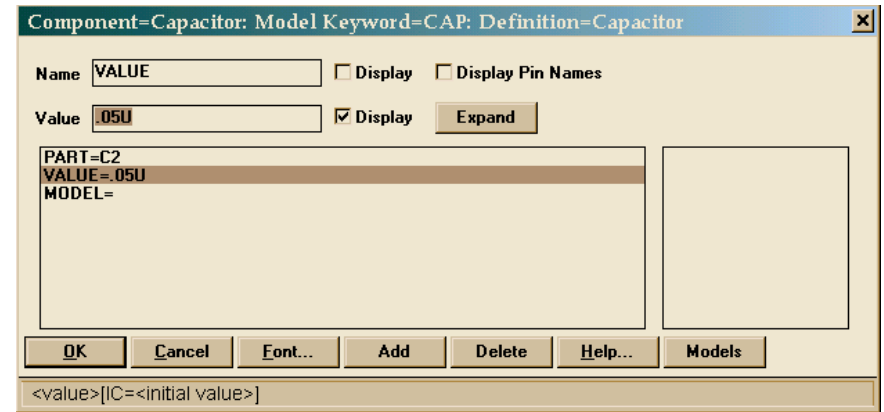 Component=Capacitor: Model Keyword=CAP: Definition=Capacitor
Name VALUE Display Display Pin Names
Value .05U Display Expand
PART=C2
VALUE=.05U
MODEL=
OK Cancel Font... Add Delete Help... Models
<value>[IC=<initial value>]